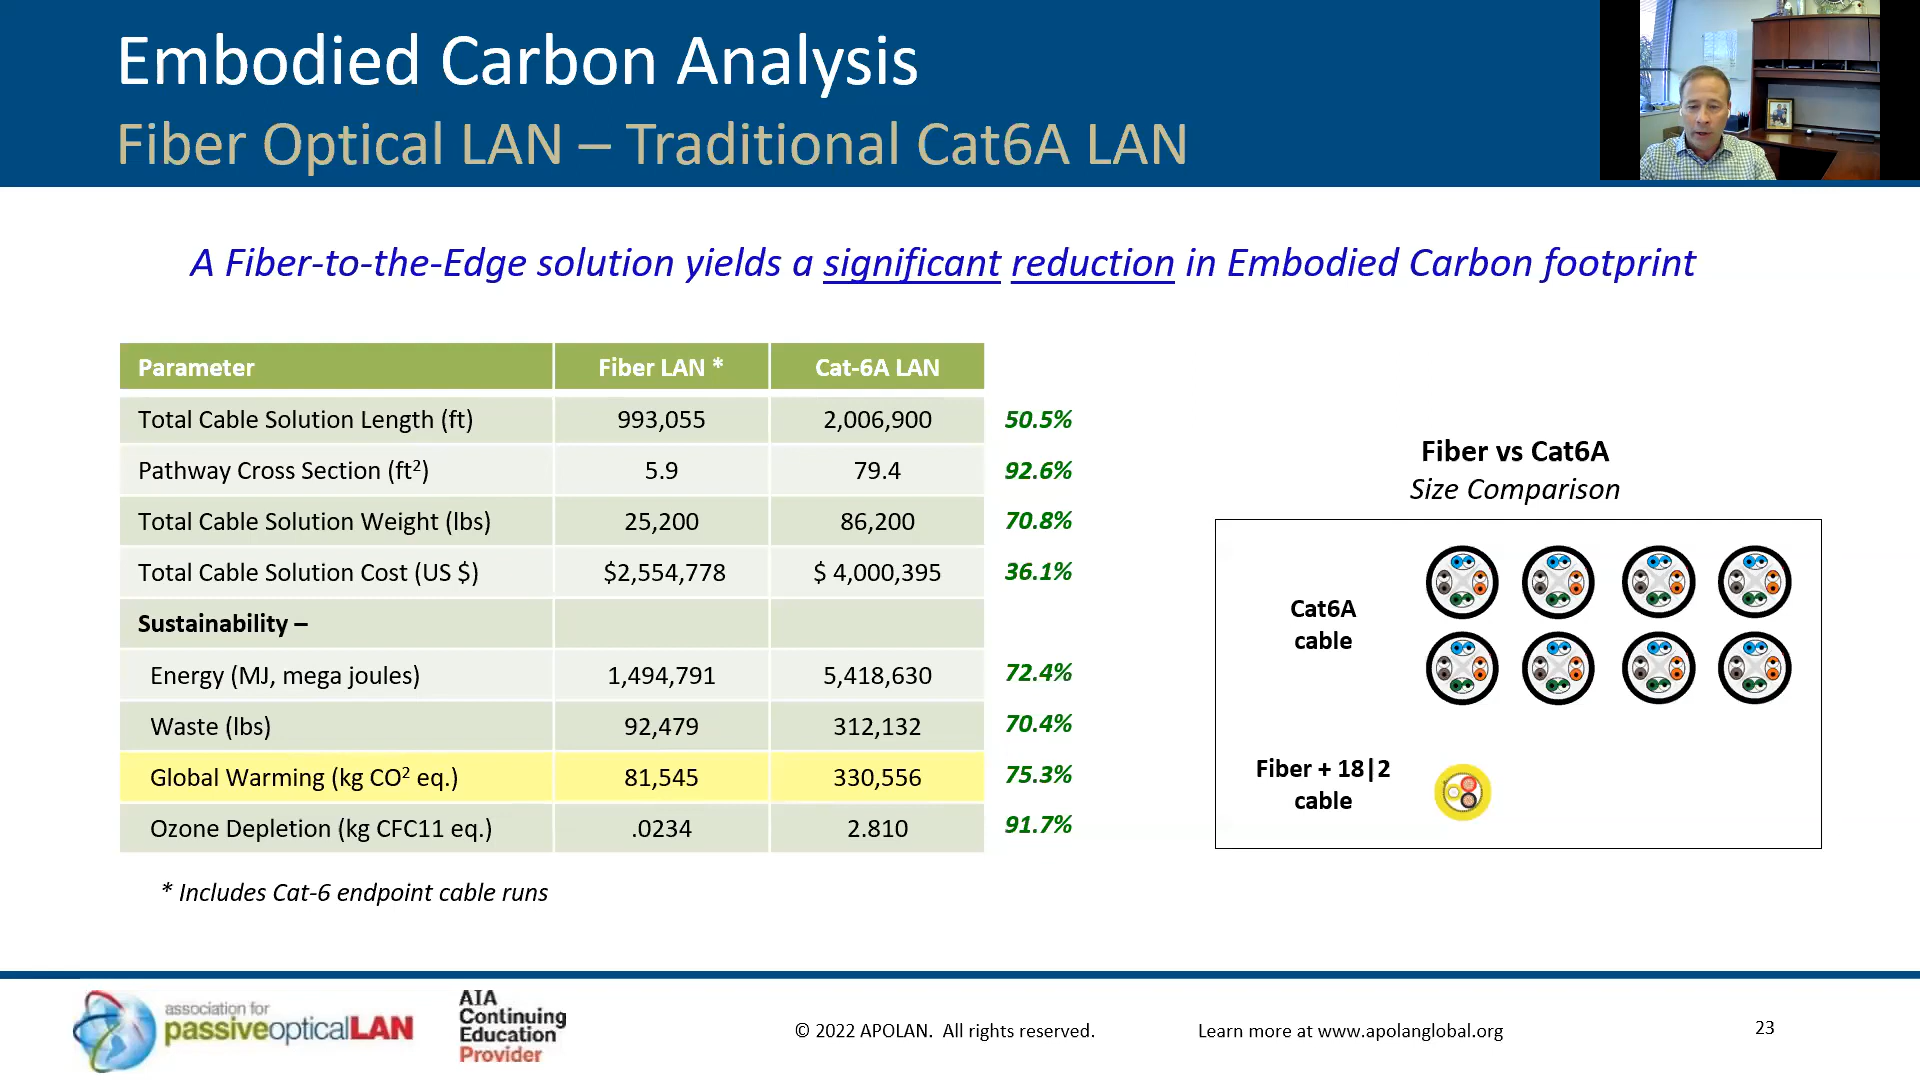 Embodied Carbon Analysis
Fiber Optical LAN – Traditional Cat6A LAN
A Fiber-to-the-Edge solution yields a significant reduction in Embodied Carbon footprint
Parameter Fiber LAN * Cat-6A LAN
Total Cable Solution Length (ft) 993,055 2,006,900 50.5%
Pathway Cross Section (ft²) 5.9 79.4 92.6%
Total Cable Solution Weight (lbs) 25,200 86,200 70.8%
Total Cable Solution Cost (US $) $2,554,778 $ 4,000,395 36.1%
Sustainability –
Energy (MJ, mega joules) 1,494,791 5,418,630 72.4%
Waste (lbs) 92,479 312,132 70.4%
Global Warming (kg CO² eq.) 81,545 330,556 75.3%
Ozone Depletion (kg CFC11 eq.) .0234 2.810 91.7%
* Includes Cat-6 endpoint cable runs
Fiber vs Cat6A
Size Comparison
Cat6A
cable
Fiber + 18|2
cable
association for
passiveopticalLAN
AIA
Continuing
Education
Provider
© 2022 APOLAN. All rights reserved.
Learn more at www.apolanglobal.org
23